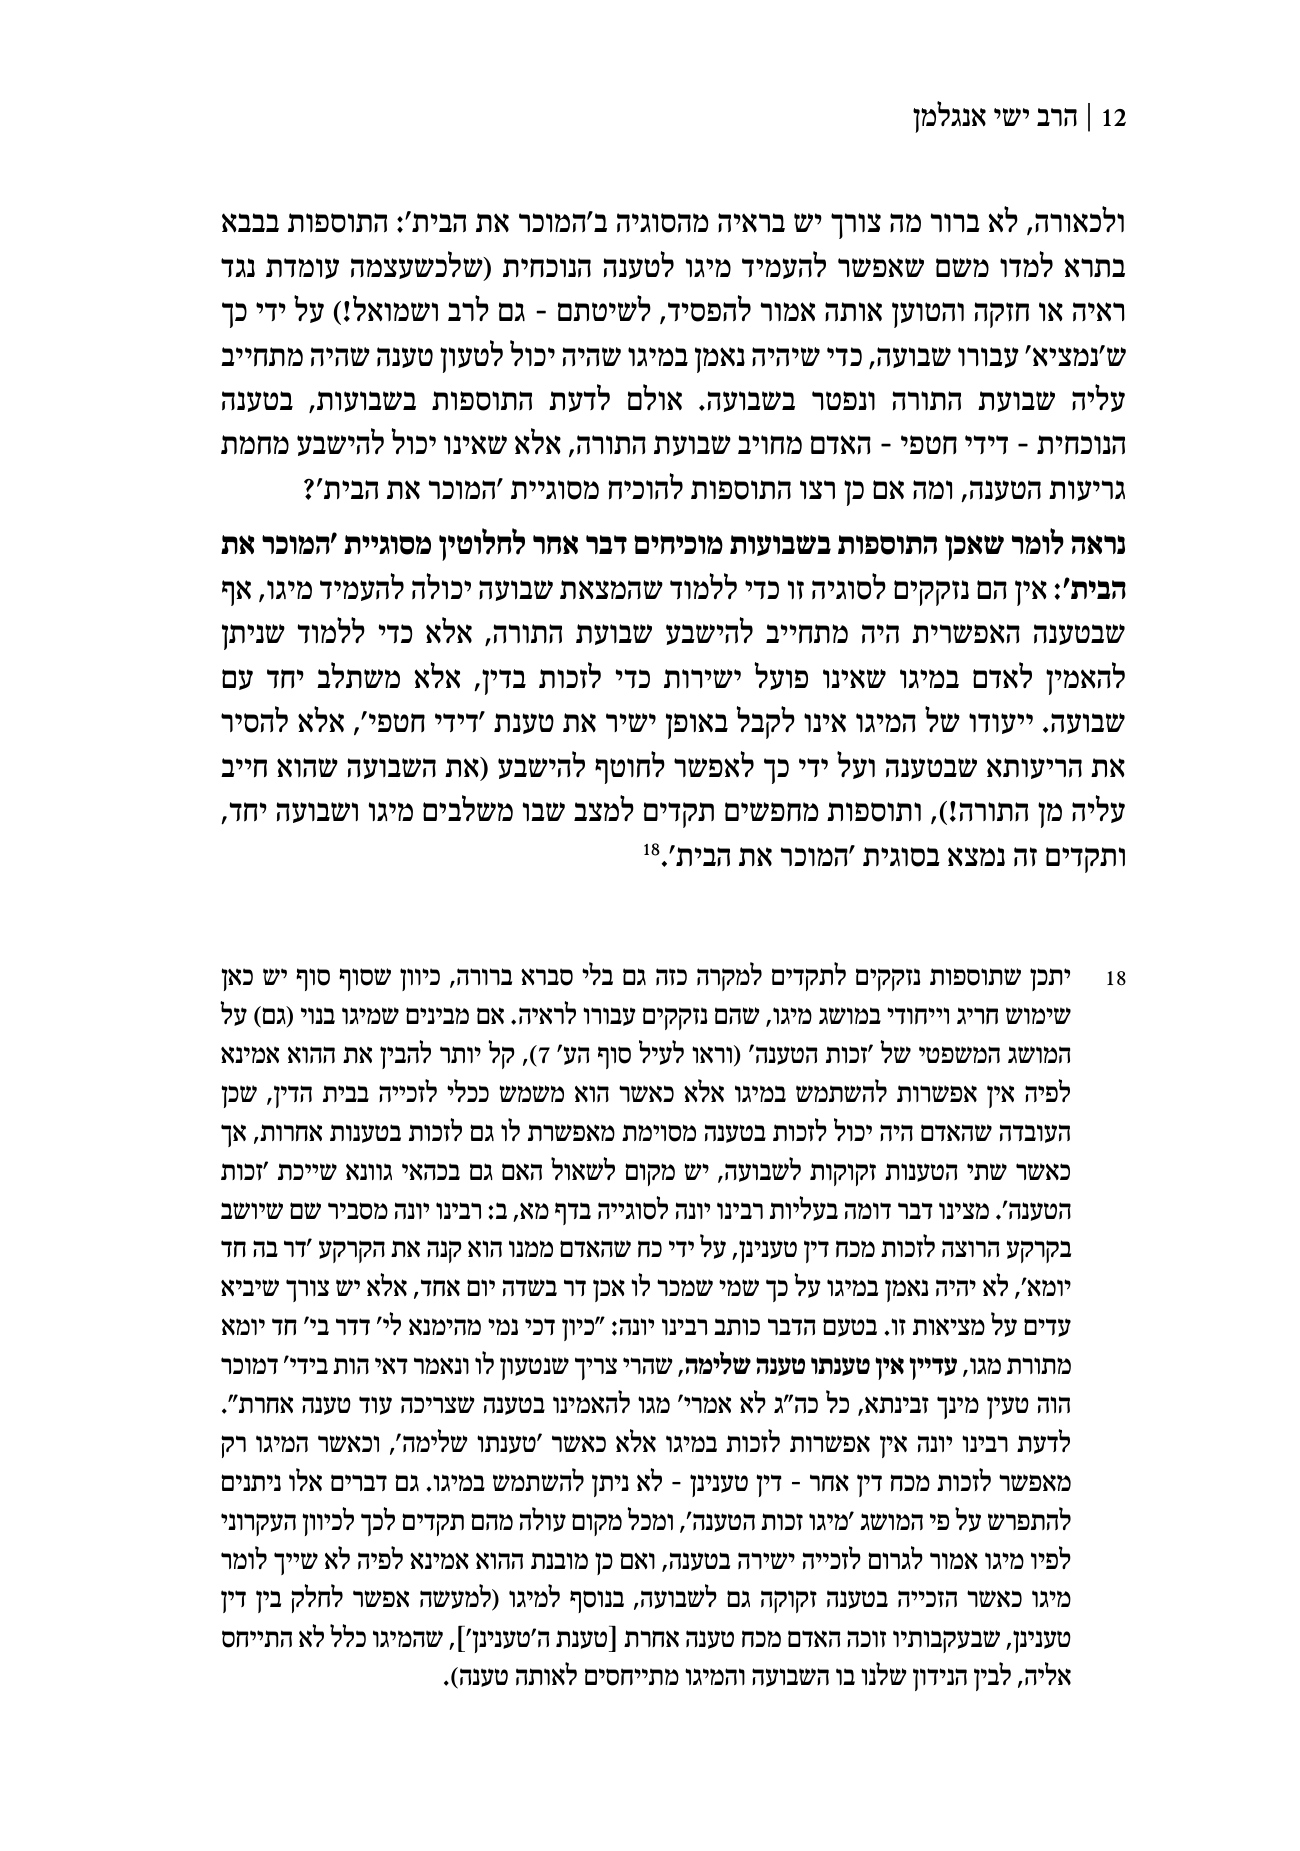 12 | הרב ישי אנגלמן
ולכאורה, לא ברור מה צורך יש בראיה מהסוגיה ב'המוכר את הבית': התוספות בבבא
בתרא למדו משם שאפשר להעמיד מיגו לטענה הנוכחית (שלכשעצמה עומדת נגד
ראיה או חזקה והטוען אותה אמור להפסיד, לשיטתם - גם לרב ושמואל!) על ידי כך
ש'נמציא' עבורו שבועה, כדי שיהיה נאמן במיגו שהיה יכול לטעון טענה שהיה מתחייב
עליה שבועת התורה ונפטר בשבועה. אולם לדעת התוספות בשבועות, בטענה
הנוכחית - דידי חטפי - האדם מחויב שבועת התורה, אלא שאינו יכול להישבע מחמת
גריעות הטענה, ומה אם כן רצו התוספות להוכיח מסוגיית 'המוכר את הבית'?
נראה לומר שאכן התוספות בשבועות מוכיחים דבר אחר לחלוטין מסוגיית 'המוכר את
הבית': אין הם נזקקים לסוגיה זו כדי ללמוד שהמצאת שבועה יכולה להעמיד מיגו, אף
שבטענה האפשרית היה מתחייב להישבע שבועת התורה, אלא כדי ללמוד שניתן
להאמין לאדם במיגו שאינו פועל ישירות כדי לזכות בדין, אלא משתלב יחד עם
שבועה. ייעודו של המיגו אינו לקבל באופן ישיר את טענת 'דידי חטפי', אלא להסיר
את הריעותא שבטענה ועל ידי כך לאפשר לחוטף להישבע (את השבועה שהוא חייב
עליה מן התורה!), ותוספות מחפשים תקדים למצב שבו משלבים מיגו ושבועה יחד,
ותקדים זה נמצא בסוגית 'המוכר את הבית'.18
18 יתכן שתוספות נזקקים לתקדים למקרה כזה גם בלי סברא ברורה, כיוון שסוף סוף יש כאן
שימוש חריג וייחודי במושג מיגו, שהם נזקקים עבורו לראיה. אם מבינים שמיגו בנוי (גם) על
המושג המשפטי של 'זכות הטענה' (וראו לעיל סוף הע' 7), קל יותר להבין את ההוא אמינא
לפיה אין אפשרות להשתמש במיגו אלא כאשר הוא משמש ככלי לזכייה בבית הדין, שכן
העובדה שהאדם היה יכול לזכות בטענה מסוימת מאפשרת לו גם לזכות בטענות אחרות, אך
כאשר שתי הטענות זקוקות לשבועה, יש מקום לשאול האם גם בכהאי גוונא שייכת 'זכות
הטענה'. מצינו דבר דומה בעליות רבינו יונה לסוגייה בדף מא, ב: רבינו יונה מסביר שם שיושב
בקרקע הרוצה לזכות מכח דין טענינן, על ידי כח שהאדם ממנו הוא קנה את הקרקע 'דר בה חד
יומא', לא יהיה נאמן במיגו על כך שמי שמכר לו אכן דר בשדה יום אחד, אלא יש צורך שיביא
עדים על מציאות זו. בטעם הדבר כותב רבינו יונה: "כיון דכי נמי מהימנא לי' דדר בי' חד יומא
מתורת מגו, עדיין אין טענתו טענה שלימה, שהרי צריך שנטעון לו ונאמר דאי הות בידי' דמוכר
הוה טעין מינך זבינתא, כל כה"ג לא אמרי' מגו להאמינו בטענה שצריכה עוד טענה אחרת".
לדעת רבינו יונה אין אפשרות לזכות במיגו אלא כאשר 'טענתו שלימה', וכאשר המיגו רק
מאפשר לזכות מכח דין אחר - דין טענינן - לא ניתן להשתמש במיגו. גם דברים אלו ניתנים
להתפרש על פי המושג 'מיגו זכות הטענה', ומכל מקום עולה מהם תקדים לכך לכיוון העקרוני
לפיו מיגו אמור לגרום לזכייה ישירה בטענה, ואם כן מובנת ההוא אמינא לפיה לא שייך לומר
מיגו כאשר הזכייה בטענה זקוקה גם לשבועה, בנוסף למיגו (למעשה אפשר לחלק בין דין
טענינן, שבעקבותיו זוכה האדם מכח טענה אחרת [טענת ה'טענינן'], שהמיגו כלל לא התייחס
אליה, לבין הנידון שלנו בו השבועה והמיגו מתייחסים לאותה טענה).